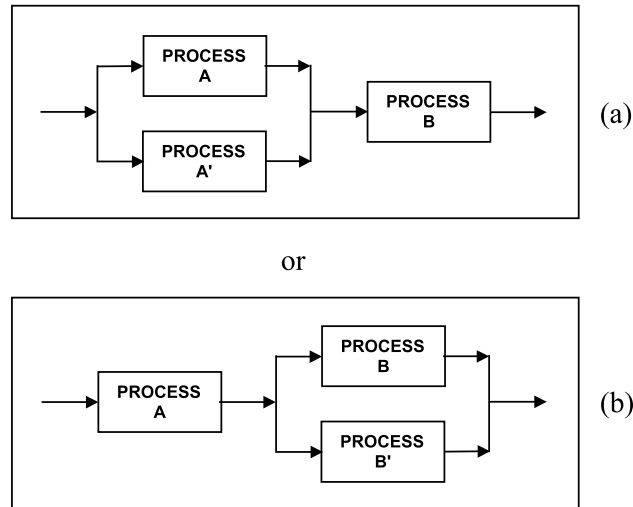 PROCESS
A
PROCESS
A'
PROCESS
B
(a)
or
PROCESS
A
PROCESS
B
PROCESS
B'
(b)